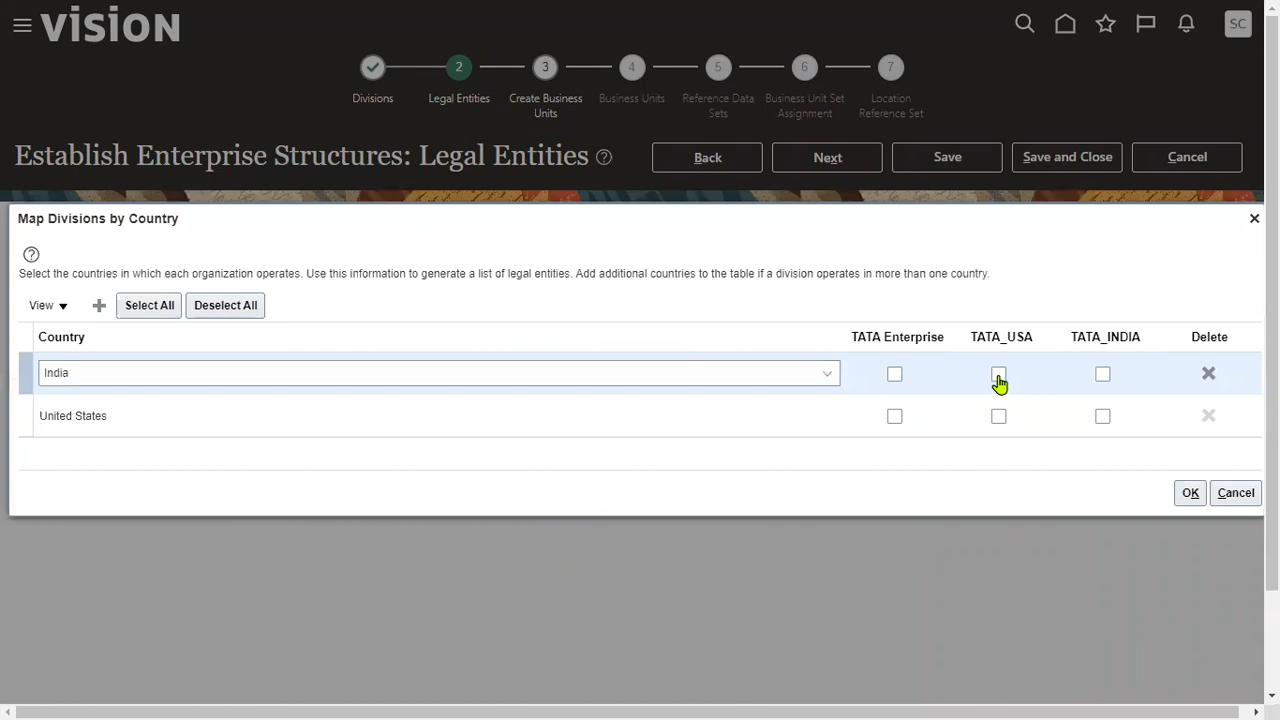 vision
SC
2
3
4
5
6
7
Divisions
Legal Entities
Create Business
Units
Business Units
Reference Data
Sets
Business Unit Set
Assignment
Location
Reference Set
Establish Enterprise Structures: Legal Entities ?
Back
Next
Save
Save and Close
Cancel
Map Divisions by Country
?
Select the countries in which each organization operates. Use this information to generate a list of legal entities. Add additional countries to the table if a division operates in more than one country.
View
Select All
Deselect All
Country
TATA Enterprise
TATA_USA
TATA_INDIA
Delete
India
United States
OK
Cancel